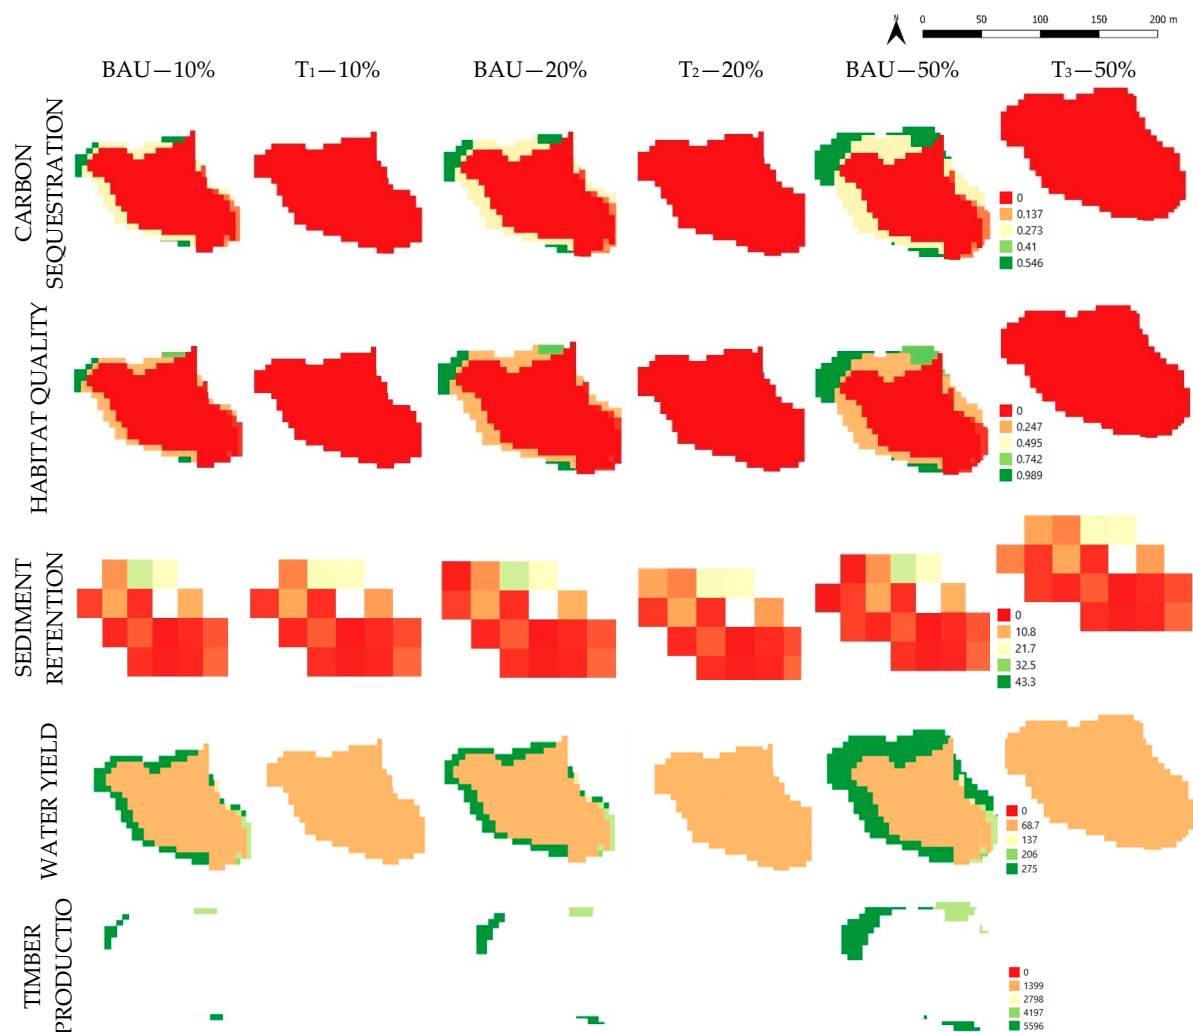 N
0 50 100 150 200 m
BAU—10% T1—10% BAU—20% T2—20% BAU—50% T3—50%
CARBON
SEQUESTRATION
0
0.137
0.273
0.41
0.546
HABITAT QUALITY
0
0.247
0.495
0.742
0.989
SEDIMENT
RETENTION
0
10.8
21.7
32.5
43.3
WATER YIELD
0
68.7
137
206
275
TIMBER
PRODUCTIO
0
1399
2798
4197
5596